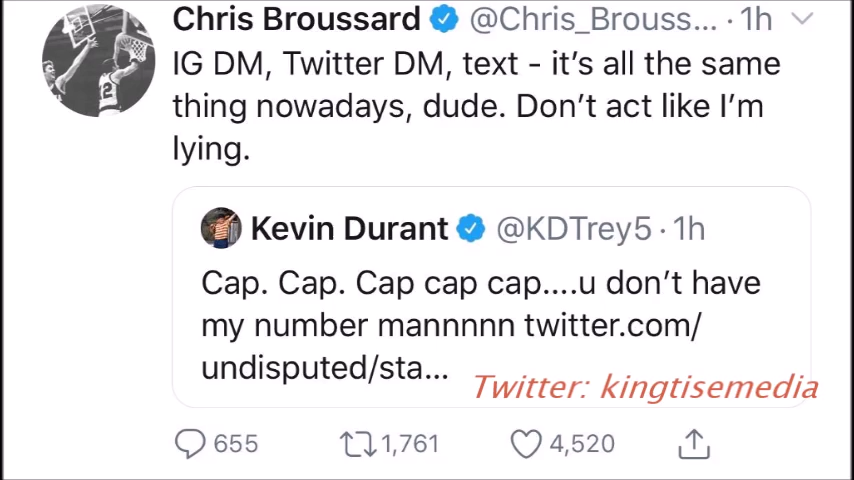 Chris Broussard @Chris_Brouss... · 1h
IG DM, Twitter DM, text - it's all the same
thing nowadays, dude. Don't act like I'm
lying.
Kevin Durant @KDTrey5 · 1h
Cap. Cap. Cap cap cap....u don't have
my number mannnnn twitter.com/
undisputed/sta...
Twitter: kingtisemedia
655 1,761 4,520